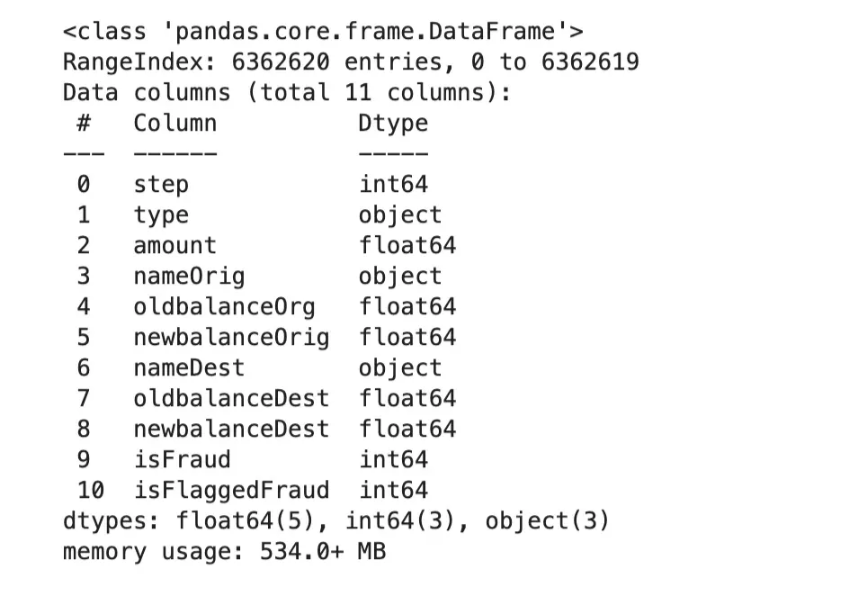 <class 'pandas.core.frame.DataFrame'>
RangeIndex: 6362620 entries, 0 to 6362619
Data columns (total 11 columns):
 #   Column          Dtype
---  ------          -----
 0   step            int64
 1   type            object
 2   amount          float64
 3   nameOrig        object
 4   oldbalanceOrg   float64
 5   newbalanceOrig  float64
 6   nameDest        object
 7   oldbalanceDest  float64
 8   newbalanceDest  float64
 9   isFraud         int64
 10  isFlaggedFraud  int64
dtypes: float64(5), int64(3), object(3)
memory usage: 534.0+ MB